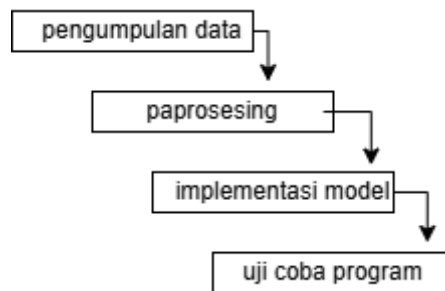 pengumpulan data
paprosesing
implementasi model
uji coba program